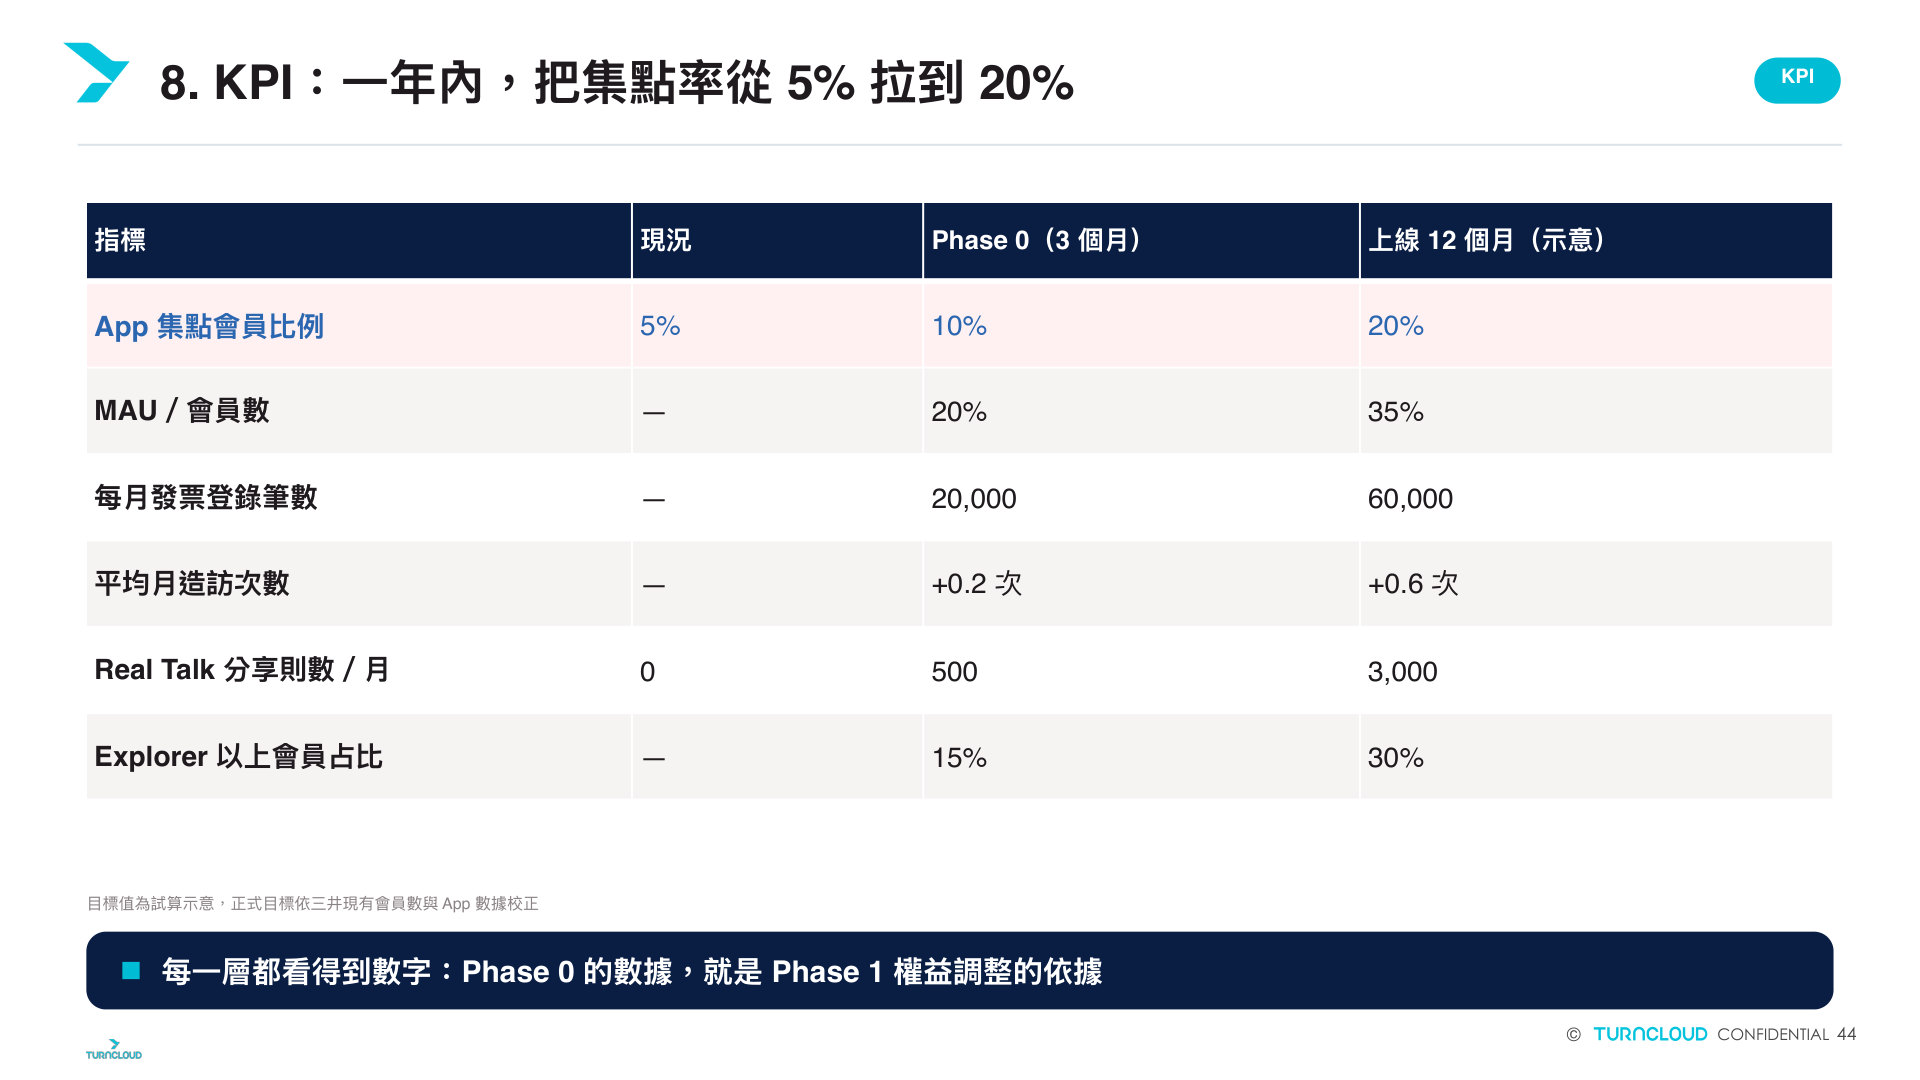 8. KPI：一年內，把集點率從 5% 拉到 20%
KPI
指標 現況 Phase 0（3 個月） 上線 12 個月（示意）
App 集點會員比例 5% 10% 20%
MAU / 會員數 — 20% 35%
每月發票登錄筆數 — 20,000 60,000
平均月造訪次數 — +0.2 次 +0.6 次
Real Talk 分享則數 / 月 0 500 3,000
Explorer 以上會員占比 — 15% 30%
目標值為試算示意，正式目標依三井現有會員數與 App 數據校正
■ 每一層都看得到數字：Phase 0 的數據，就是 Phase 1 權益調整的依據
© TURNCLOUD CONFIDENTIAL 44
TURNCLOUD